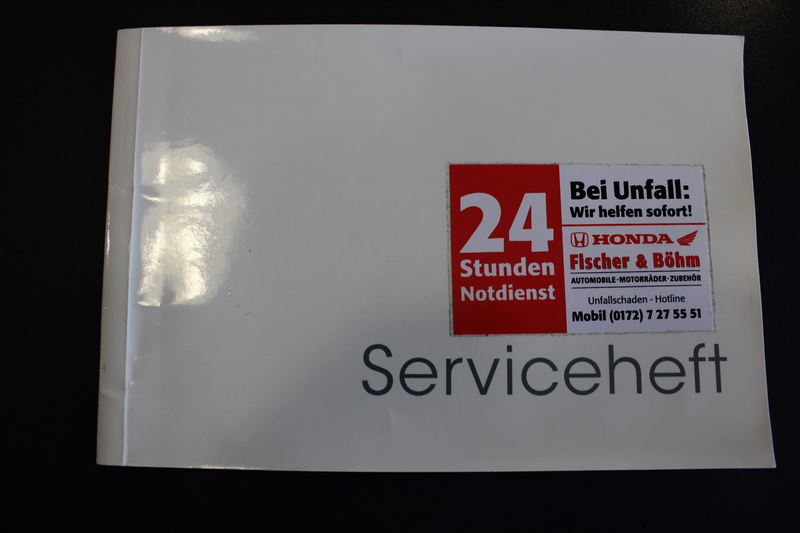 24
Stunden
Notdienst
Bei Unfall:
Wir helfen sofort!
HONDA
Fischer & Böhm
AUTOMOBILE·MOTORRÄDER·ZUBEHÖR
Unfallschaden - Hotline
Mobil (0172) 7 27 55 51
Serviceheft